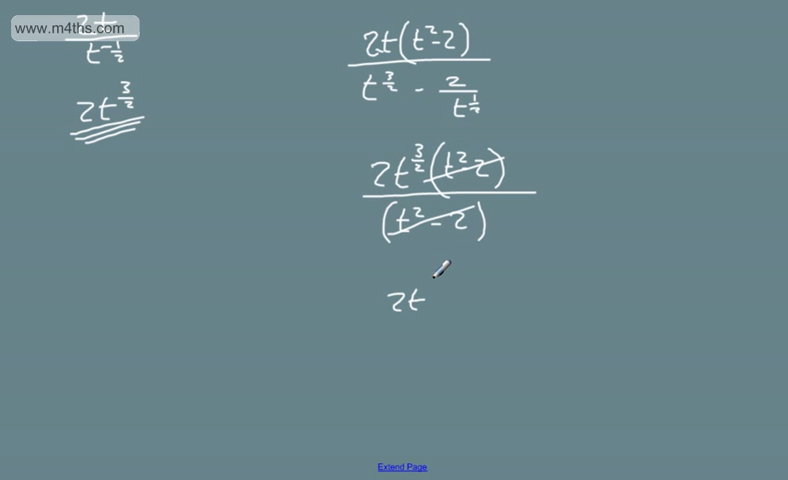 www.m4ths.com
2t
t^-1/2
2t^3/2
2t(t²-2)
t^3/2 - 2/t^1/2
2t^3/2(t²-2)
(t²-2)
2t
Extend Page